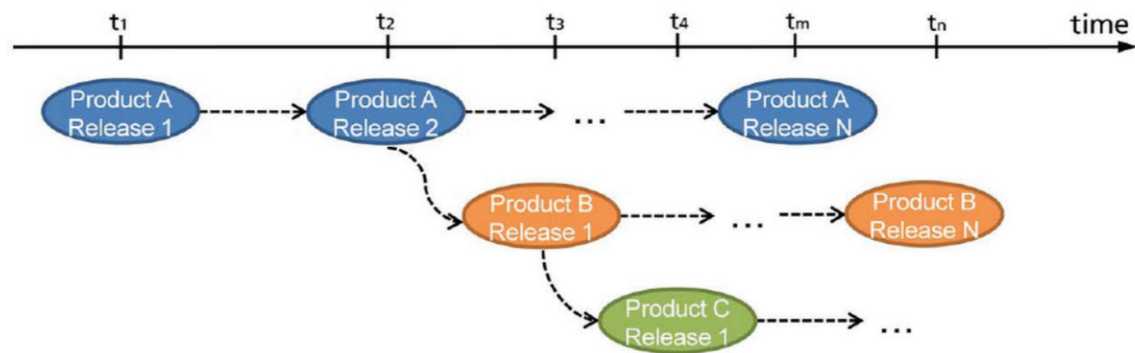 t1 t2 t3 t4 tm tn time
Product A
Release 1
Product A
Release 2
...
Product A
Release N
Product B
Release 1
...
Product B
Release N
Product C
Release 1
...